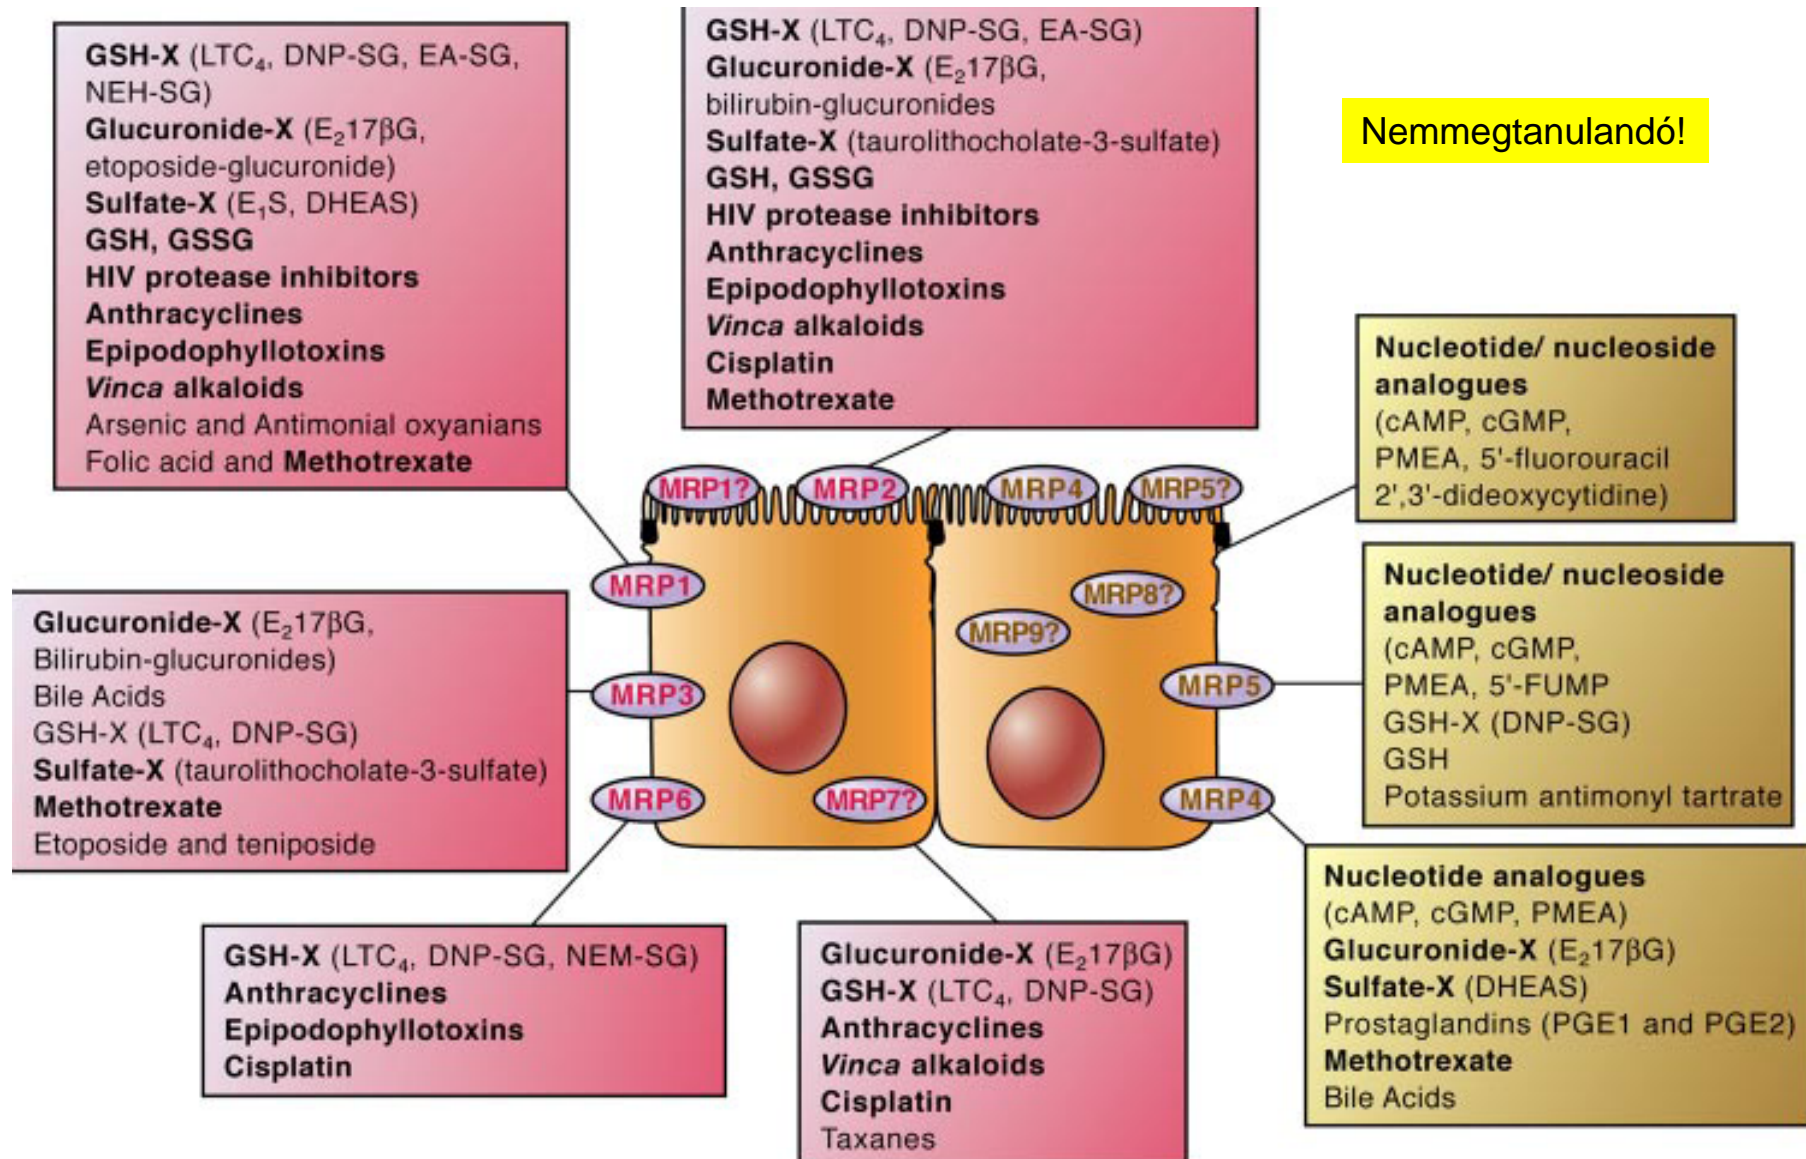 GSH-X (LTC₄, DNP-SG, EA-SG,
NEH-SG)
Glucuronide-X (E₂17βG,
etoposide-glucuronide)
Sulfate-X (E₁S, DHEAS)
GSH, GSSG
HIV protease inhibitors
Anthracyclines
Epipodophyllotoxins
Vinca alkaloids
Arsenic and Antimonial oxyanians
Folic acid and Methotrexate
GSH-X (LTC₄, DNP-SG, EA-SG)
Glucuronide-X (E₂17βG,
bilirubin-glucuronides
Sulfate-X (taurolithocholate-3-sulfate)
GSH, GSSG
HIV protease inhibitors
Anthracyclines
Epipodophyllotoxins
Vinca alkaloids
Cisplatin
Methotrexate
Nemmegtanulandó!
Nucleotide/ nucleoside
analogues
(cAMP, cGMP,
PMEA, 5'-fluorouracil
2',3'-dideoxycytidine)
MRP1?
MRP2
MRP4
MRP5?
MRP1
MRP8?
MRP9?
MRP3
MRP5
MRP6
MRP7?
MRP4
Glucuronide-X (E₂17βG,
Bilirubin-glucuronides)
Bile Acids
GSH-X (LTC₄, DNP-SG)
Sulfate-X (taurolithocholate-3-sulfate)
Methotrexate
Etoposide and teniposide
Nucleotide/ nucleoside
analogues
(cAMP, cGMP,
PMEA, 5'-FUMP
GSH-X (DNP-SG)
GSH
Potassium antimonyl tartrate
GSH-X (LTC₄, DNP-SG, NEM-SG)
Anthracyclines
Epipodophyllotoxins
Cisplatin
Glucuronide-X (E₂17βG)
GSH-X (LTC₄, DNP-SG)
Anthracyclines
Vinca alkaloids
Cisplatin
Taxanes
Nucleotide analogues
(cAMP, cGMP, PMEA)
Glucuronide-X (E₂17βG)
Sulfate-X (DHEAS)
Prostaglandins (PGE1 and PGE2)
Methotrexate
Bile Acids